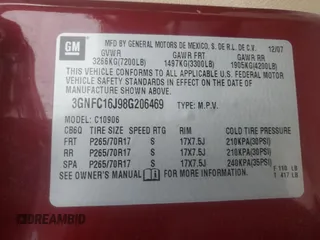 GM
MFD BY GENERAL MOTORS DE MEXICO, S. DE R.L. DE C.V. 12/07
GVWR GAWR FRT GAWR RR
3266KG(7200LB) 1497KG(3300LB) 1905KG(4200LB)
THIS VEHICLE CONFORMS TO ALL APPLICABLE U.S. FEDERAL MOTOR
VEHICLE SAFETY STANDARDS IN EFFECT ON THE DATE OF
MANUFACTURE SHOWN ABOVE.
3GNFC16J98G206469 TYPE: M.P.V.
MODEL: C10906
CB6Q TIRE SIZE SPEED RTG RIM COLD TIRE PRESSURE
FRT P265/70R17 S 17X7.5J 210KPA(30PSI)
RR P265/70R17 S 17X7.5J 210KPA(30PSI)
SPA P265/70R17 S 17X7.5J 240KPA(35PSI)
SEE OWNER'S MANUAL FOR ADDITIONAL INFORMATION.
DREAMBID